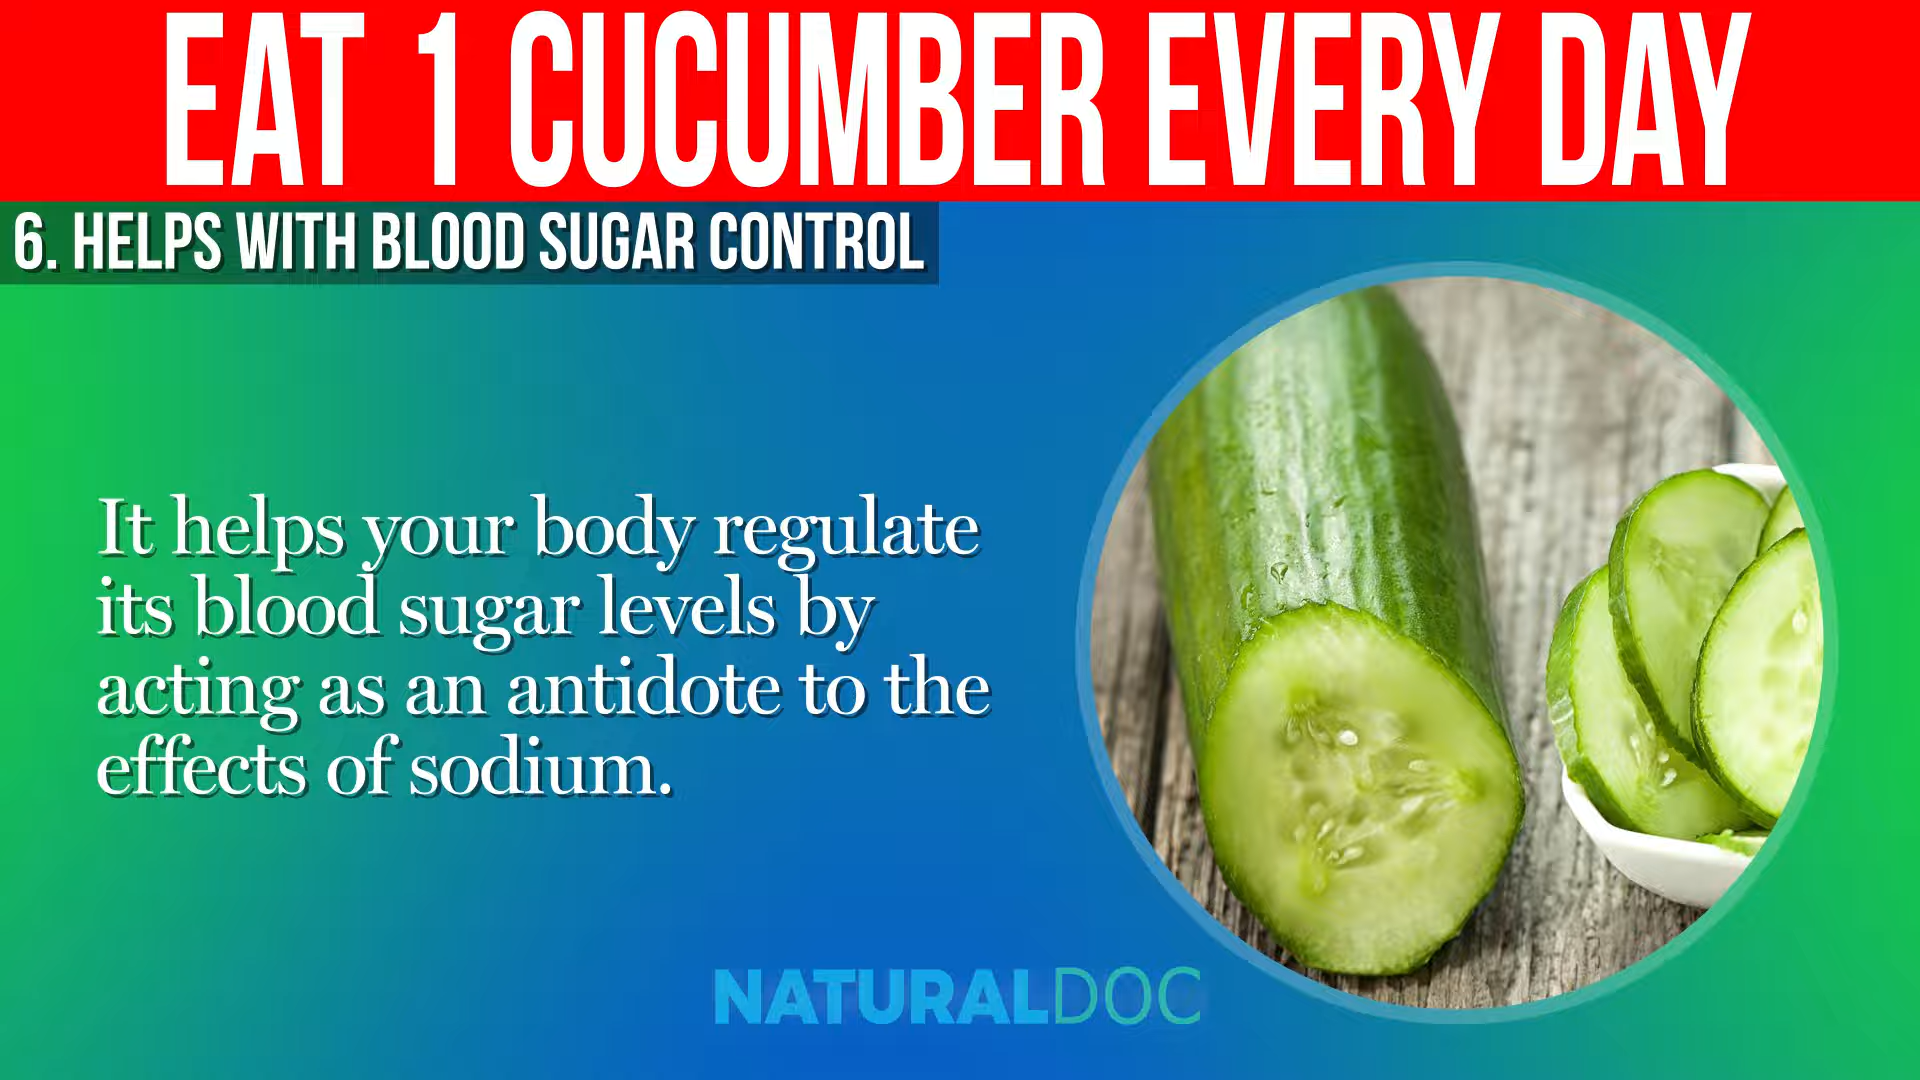 EAT 1 CUCUMBER EVERY DAY
6. HELPS WITH BLOOD SUGAR CONTROL
It helps your body regulate
its blood sugar levels by
acting as an antidote to the
effects of sodium.
NATURALDOC